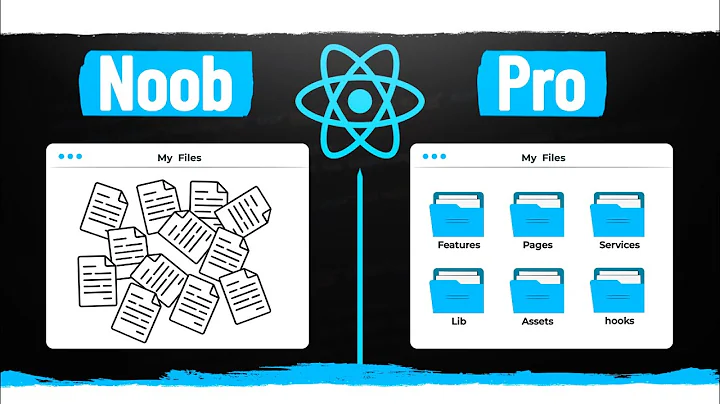 Noob
Pro
My Files
My Files
Features
Pages
Services
Lib
Assets
hooks